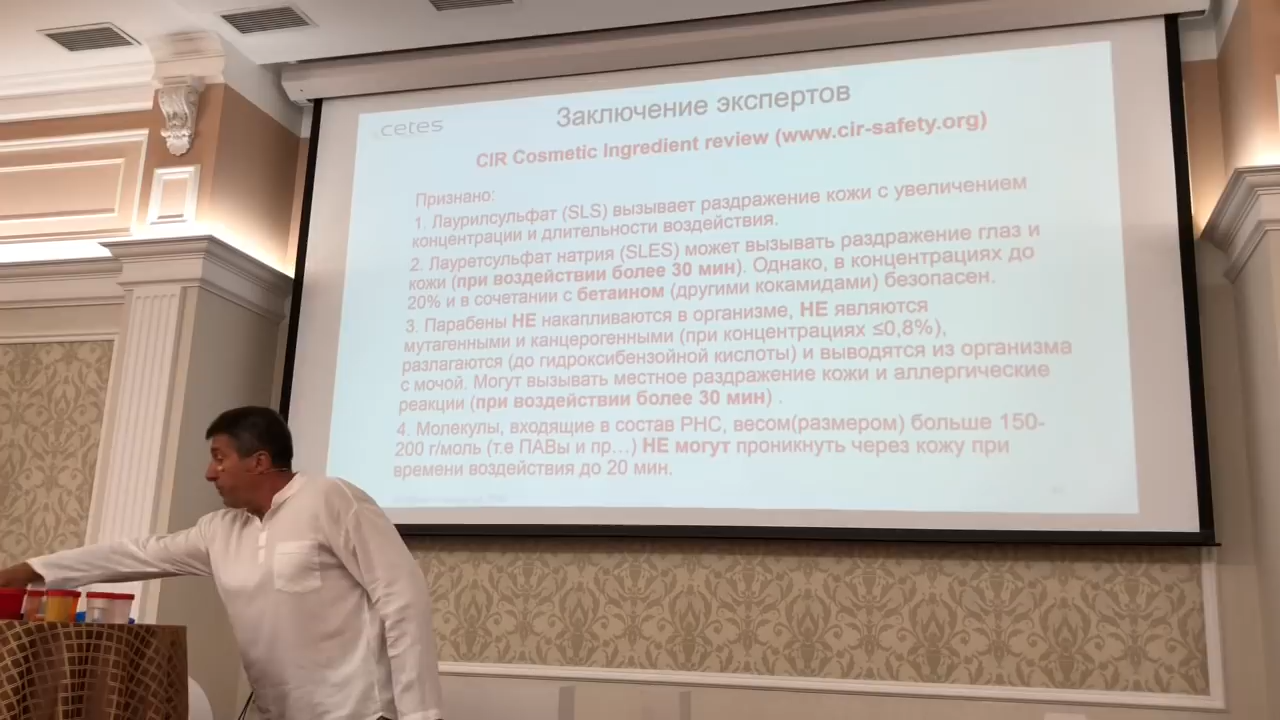 cetes
Заключение экспертов
CIR Cosmetic Ingredient review (www.cir-safety.org)
Признано:
1. Лаурилсульфат (SLS) вызывает раздражение кожи с увеличением
концентрации и длительности воздействия.
2. Лауретсульфат натрия (SLES) может вызывать раздражение глаз и
кожи (при воздействии более 30 мин). Однако, в концентрациях до
20% и в сочетании с бетаином (другими кокамидами) безопасен.
3. Парабены НЕ накапливаются в организме, НЕ являются
мутагенными и канцерогенными (при концентрациях ≤0,8%),
разлагаются (до гидроксибензойной кислоты) и выводятся из организма
с мочой. Могут вызывать местное раздражение кожи и аллергические
реакции (при воздействии более 30 мин) .
4. Молекулы, входящие в состав PHC, весом(размером) больше 150-
200 г/моль (т.е ПАВы и пр...) НЕ могут проникнуть через кожу при
времени воздействия до 20 мин.